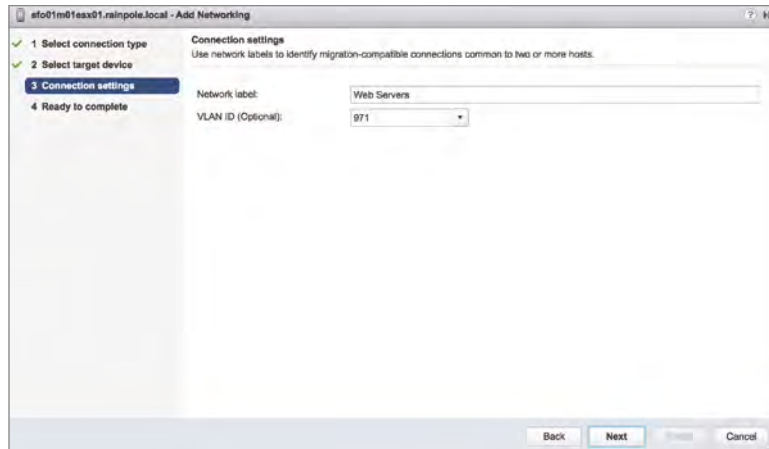 sfo01m01esx01.rainpole.local - Add Networking
1 Select connection type
2 Select target device
3 Connection settings
4 Ready to complete
Connection settings
Use network labels to identify migration-compatible connections common to two or more hosts.
Network label: Web Servers
VLAN ID (Optional): 971
Back Next Finish Cancel